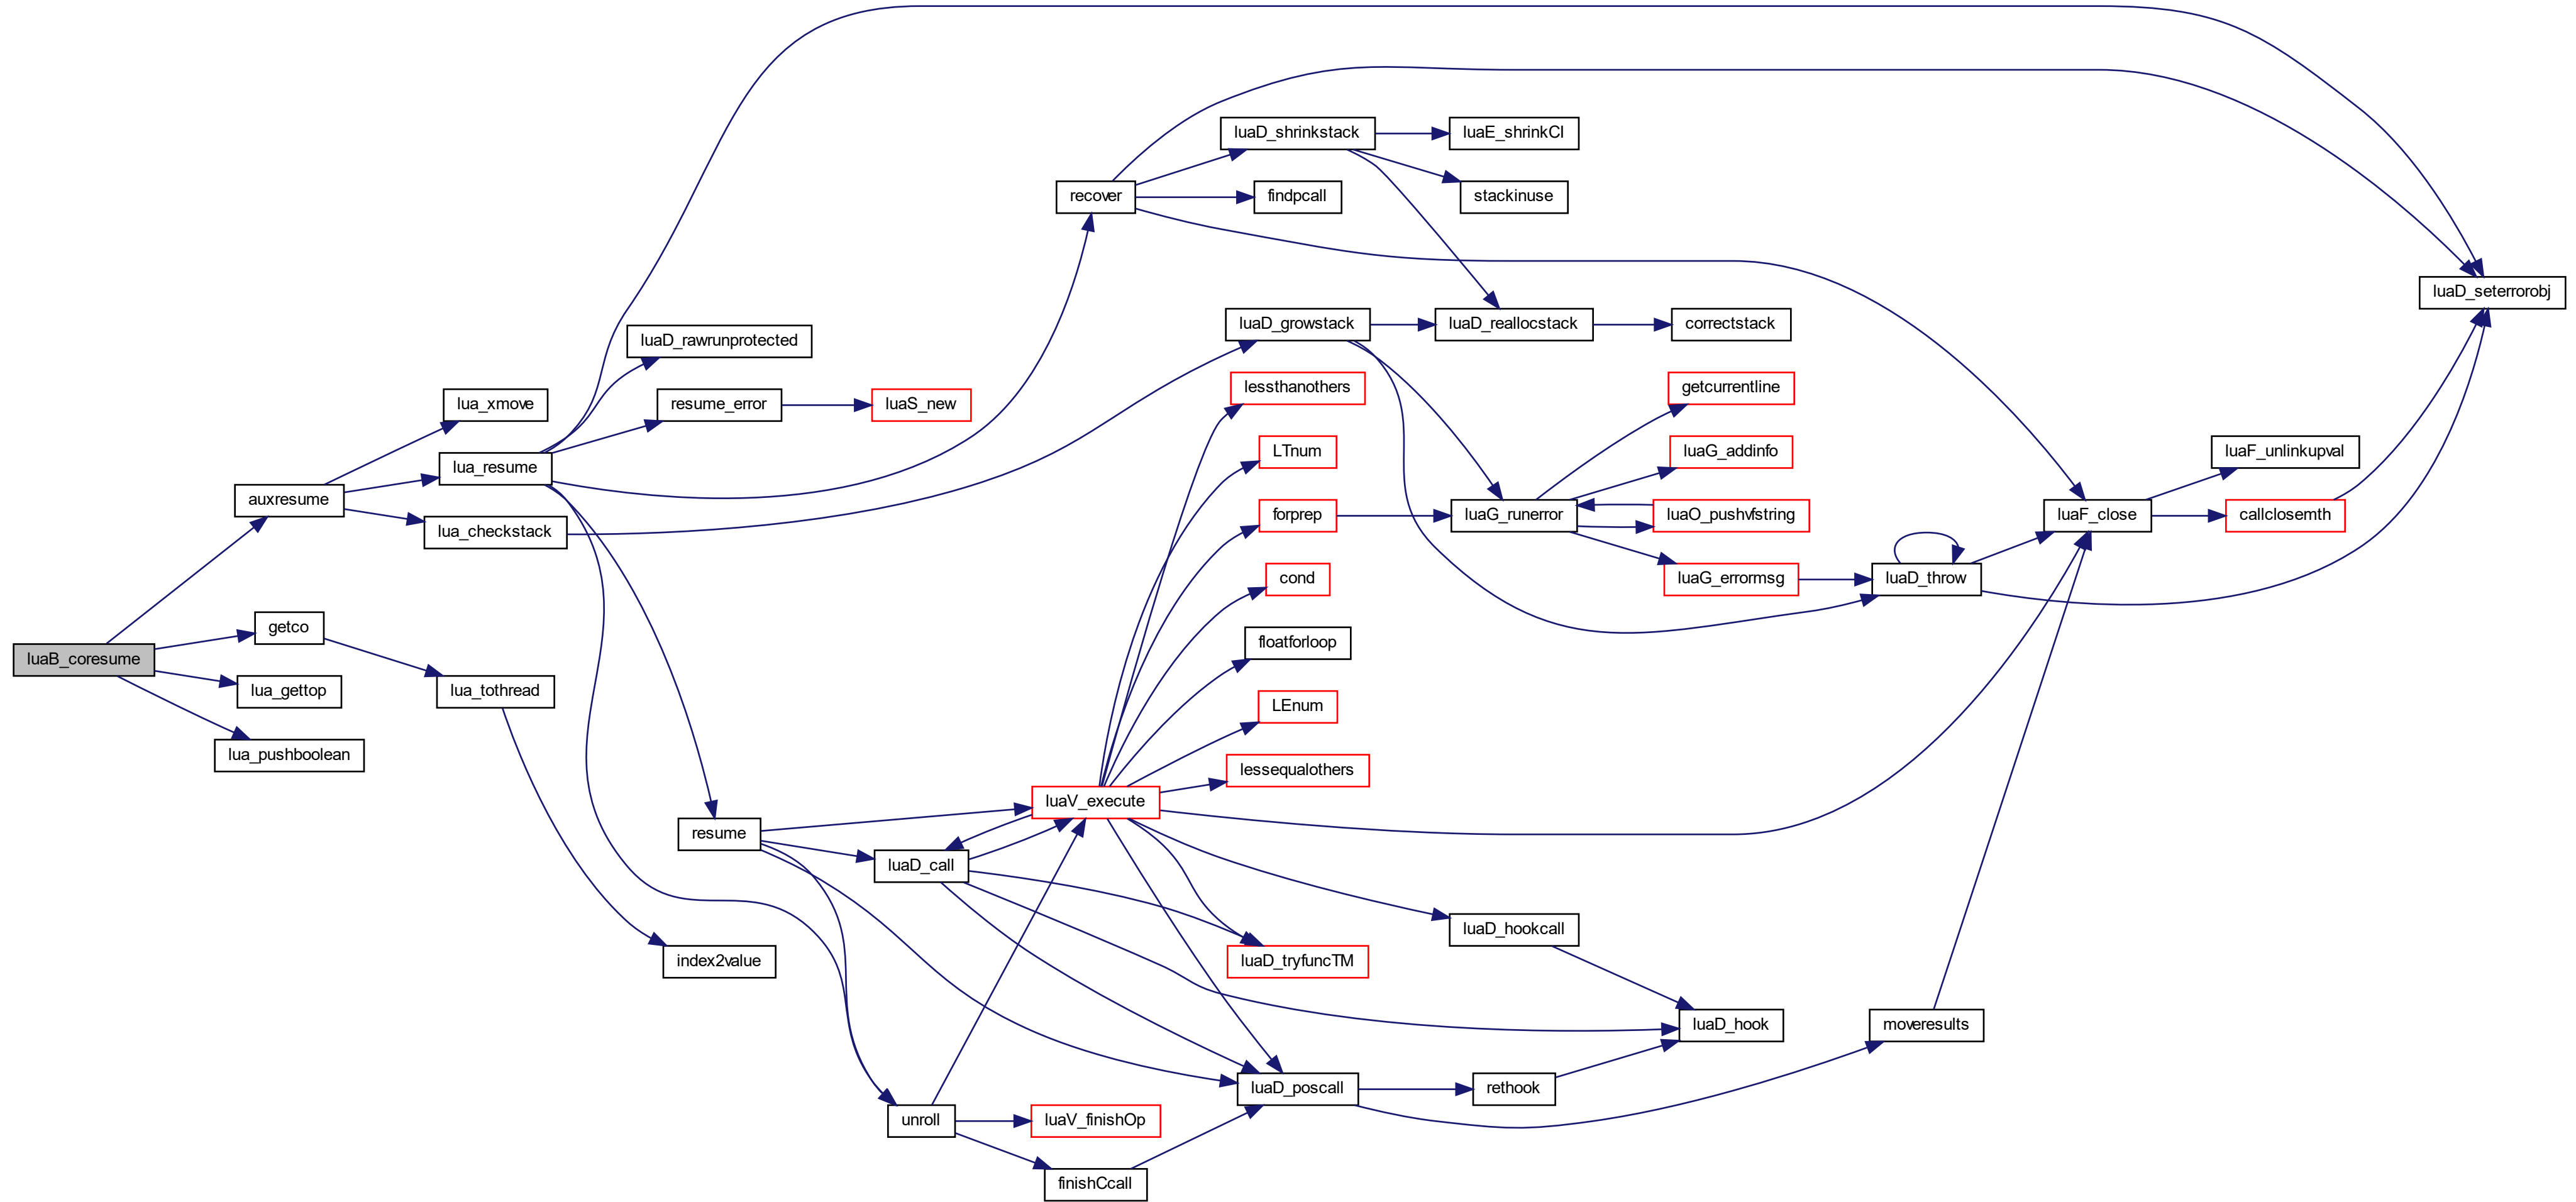 luaD_shrinkstack
luaE_shrinkCI
recover
findpcall
stackinuse
luaD_seterrorobj
luaD_rawrunprotected
luaD_growstack
luaD_reallocstack
correctstack
lua_xmove
resume_error
luaS_new
lessthanothers
getcurrentline
lua_resume
LTnum
luaG_addinfo
luaF_unlinkupval
auxresume
lua_checkstack
forprep
luaG_runerror
luaO_pushvfstring
luaF_close
callclosemth
cond
luaG_errormsg
luaD_throw
getco
floatforloop
luaB_coresume
lua_gettop
lua_tothread
LEnum
lua_pushboolean
lessequalothers
luaV_execute
resume
luaD_call
luaD_hookcall
index2value
luaD_tryfuncTM
luaD_hook
moveresults
luaD_poscall
rethook
unroll
luaV_finishOp
finishCcall